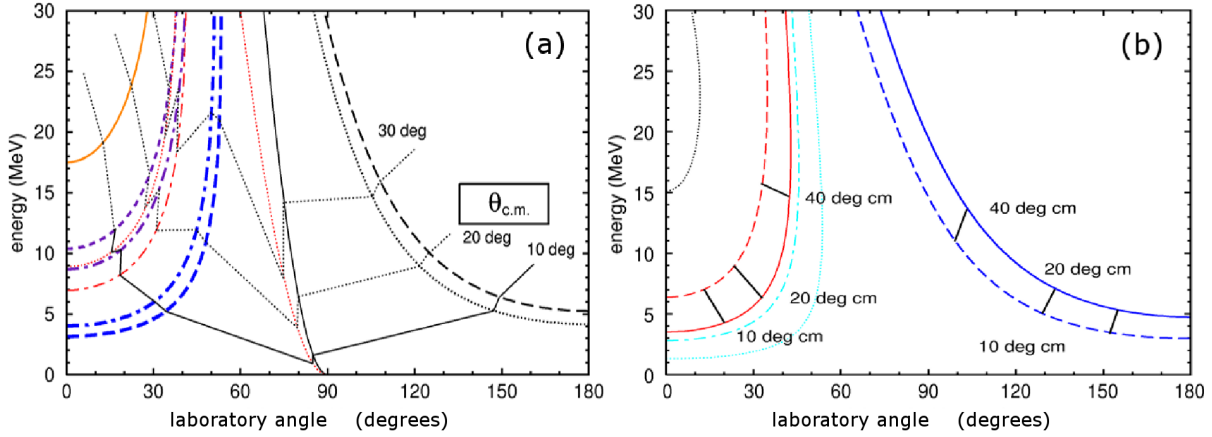 (a)
energy (MeV)
30
25
20
15
10
5
0
30 deg
θc.m.
20 deg
10 deg
0
30
60
90
120
150
180
laboratory angle (degrees)
(b)
energy (MeV)
30
25
20
15
10
5
0
40 deg cm
40 deg cm
20 deg cm
20 deg cm
10 deg cm
10 deg cm
0
30
60
90
120
150
180
laboratory angle (degrees)